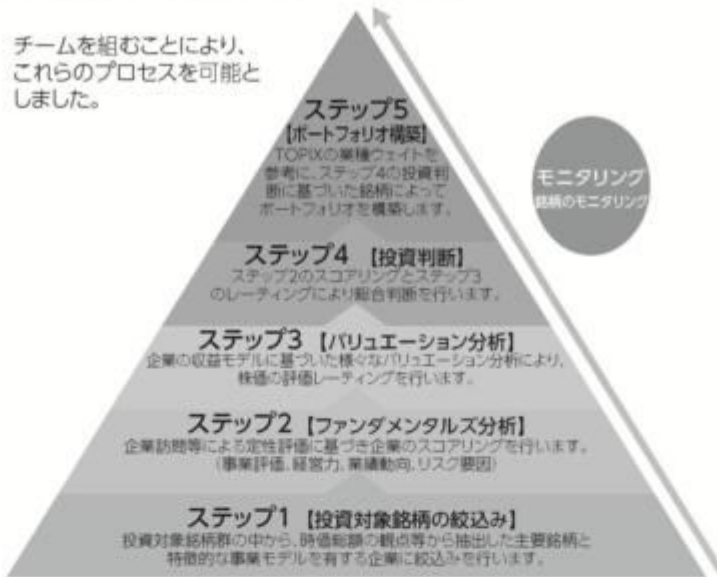 チームを組むことにより、
これらのプロセスを可能と
しました。
ステップ5
【ポートフォリオ構築】
TOPIXの業種ウェイトを
参考に、ステップ4の投資判
断に基づいた銘柄によって
ポートフォリオを構築します。
モニタリング
銘柄のモニタリング
ステップ4 【投資判断】
ステップ2のスコアリングとステップ3
のレーティングにより総合判断を行います。
ステップ3 【バリュエーション分析】
企業の収益モデルに基づいた様々なバリュエーション分析により、
株価の評価レーティングを行います。
ステップ2 【ファンダメンタルズ分析】
企業訪問等による定性評価に基づき企業のスコアリングを行います。
(事業評価、経営力、業績動向、リスク要因)
ステップ1 【投資対象銘柄の絞込み】
投資対象銘柄群の中から、時価総額の観点等から抽出した主要銘柄と
特徴的な事業モデルを有する企業に絞込みを行います。